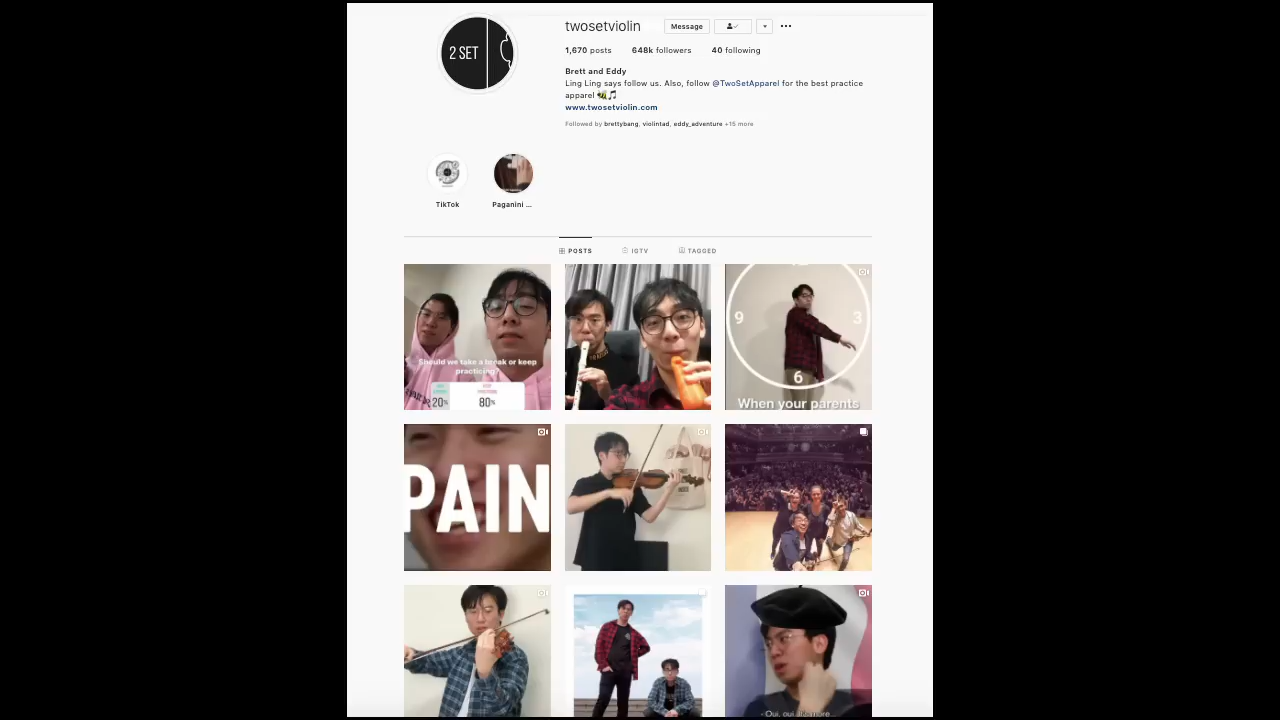 2 SET
twosetviolin Message
1,670 posts 648k followers 40 following
Brett and Eddy
Ling Ling says follow us. Also, follow @TwoSetApparel for the best practice
apparel 🐝🎵
www.twosetviolin.com
Followed by brettybang, violintad, eddy_adventure +15 more
TikTok Paganini ...
POSTS IGTV TAGGED
Should we take a break or keep
practicing?
20% 80%
9 3
6
When your parents
PAIN
- Oui, oui